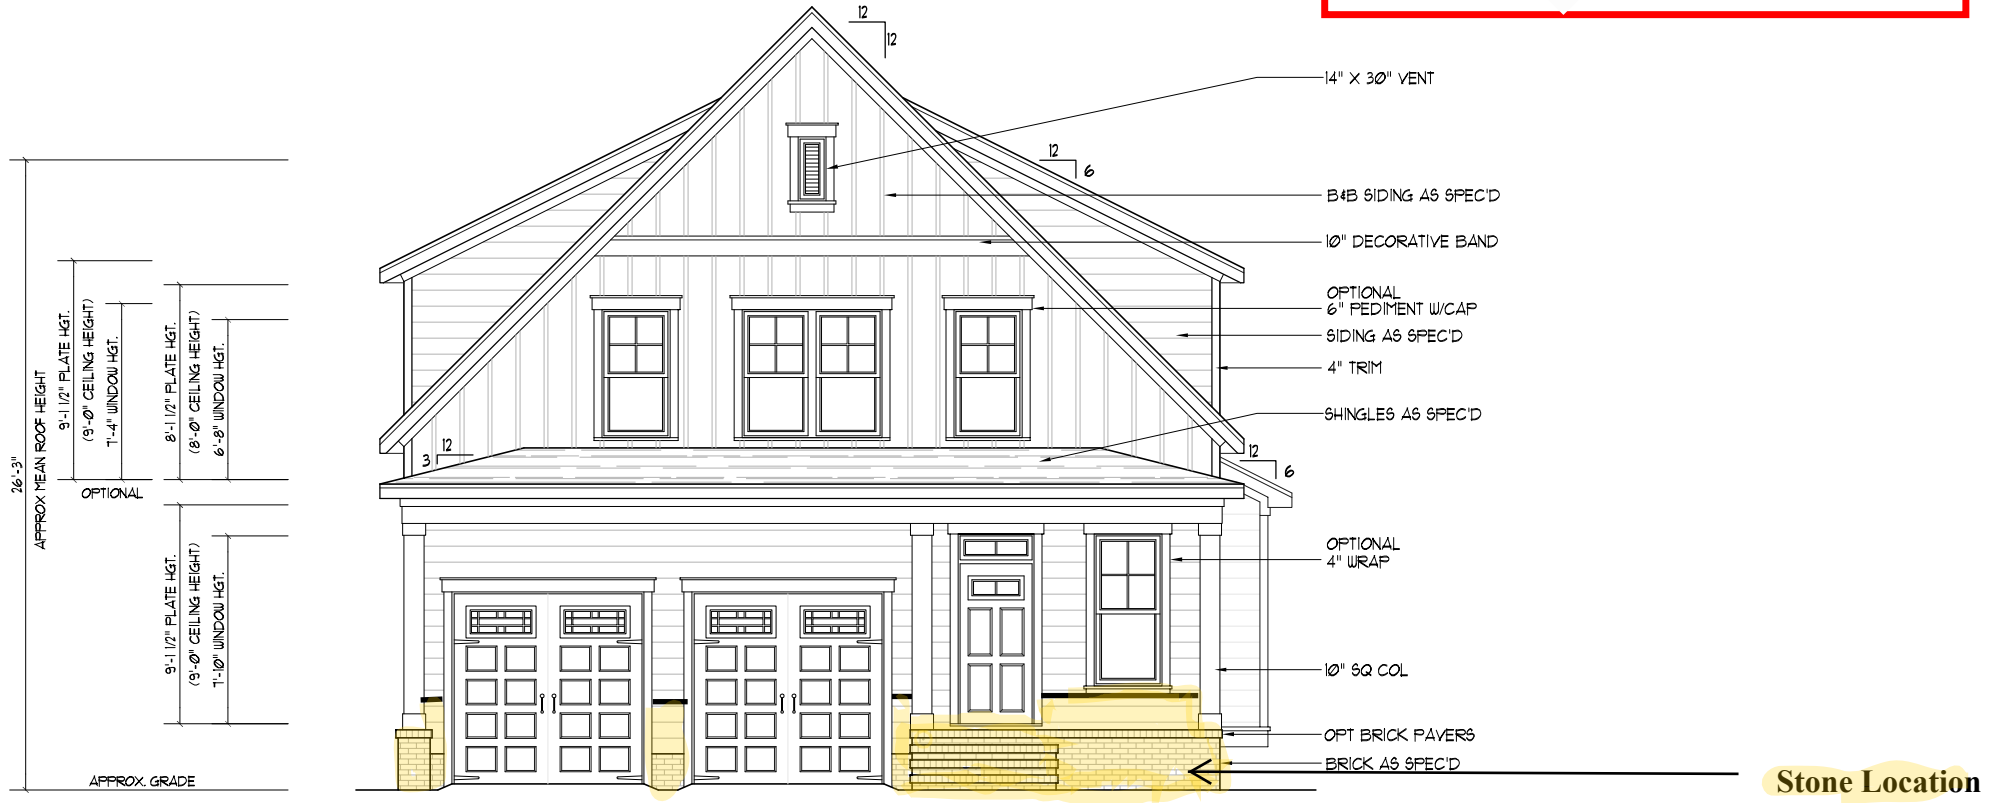 12
12
14" X 30" VENT
12
6
B&B SIDING AS SPEC'D
10" DECORATIVE BAND
OPTIONAL
6" PEDIMENT W/CAP
SIDING AS SPEC'D
4" TRIM
SHINGLES AS SPEC'D
12
3
12
6
26'-3"
APPROX MEAN ROOF HEIGHT
9'-1 1/2" PLATE HGT.
(9'-0" CEILING HEIGHT)
7'-4" WINDOW HGT.
8'-1 1/2" PLATE HGT.
(8'-0" CEILING HEIGHT)
6'-8" WINDOW HGT.
OPTIONAL
9'-1 1/2" PLATE HGT.
(9'-0" CEILING HEIGHT)
7'-10" WINDOW HGT.
OPTIONAL
4" WRAP
10" SQ COL
OPT BRICK PAVERS
BRICK AS SPEC'D
APPROX. GRADE
Stone Location